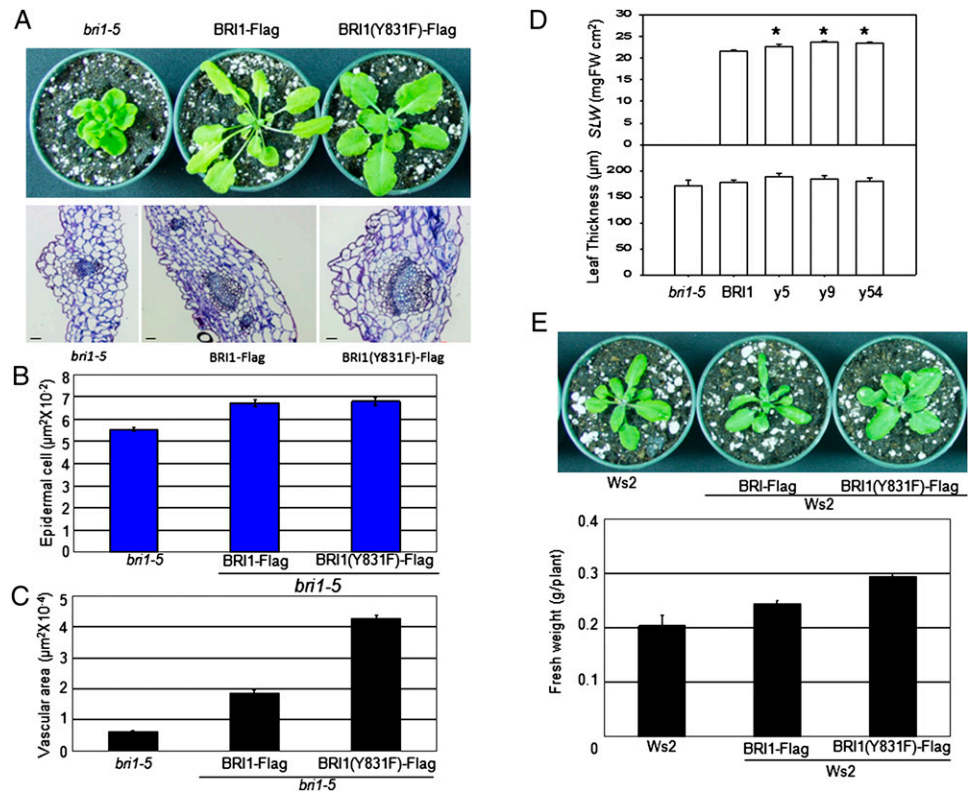 A
bri1-5
BRI1-Flag
BRI1(Y831F)-Flag
bri1-5
BRI1-Flag
BRI1(Y831F)-Flag
B
Epidermal cell (µm²X10⁻²)
8
7
6
5
4
3
2
1
0
bri1-5
BRI1-Flag
BRI1(Y831F)-Flag
bri1-5
C
Vascular area (µm²X10⁻⁴)
5
4
3
2
1
0
bri1-5
BRI1-Flag
BRI1(Y831F)-Flag
bri1-5
D
SLW (mgFW cm²)
30
25
20
15
10
5
0
* * *
Leaf Thickness (µm)
200
150
100
50
0
bri1-5
BRI1
y5
y9
y54
E
Ws2
BRI-Flag
BRI1(Y831F)-Flag
Ws2
Fresh weight (g/plant)
0.4
0.3
0.2
0.1
0
Ws2
BRI1-Flag
BRI1(Y831F)-Flag
Ws2